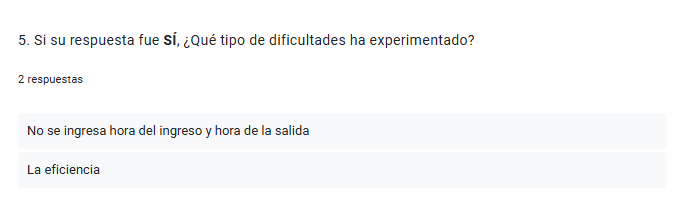 5. Si su respuesta fue SÍ, ¿Qué tipo de dificultades ha experimentado?
2 respuestas
No se ingresa hora del ingreso y hora de la salida
La eficiencia